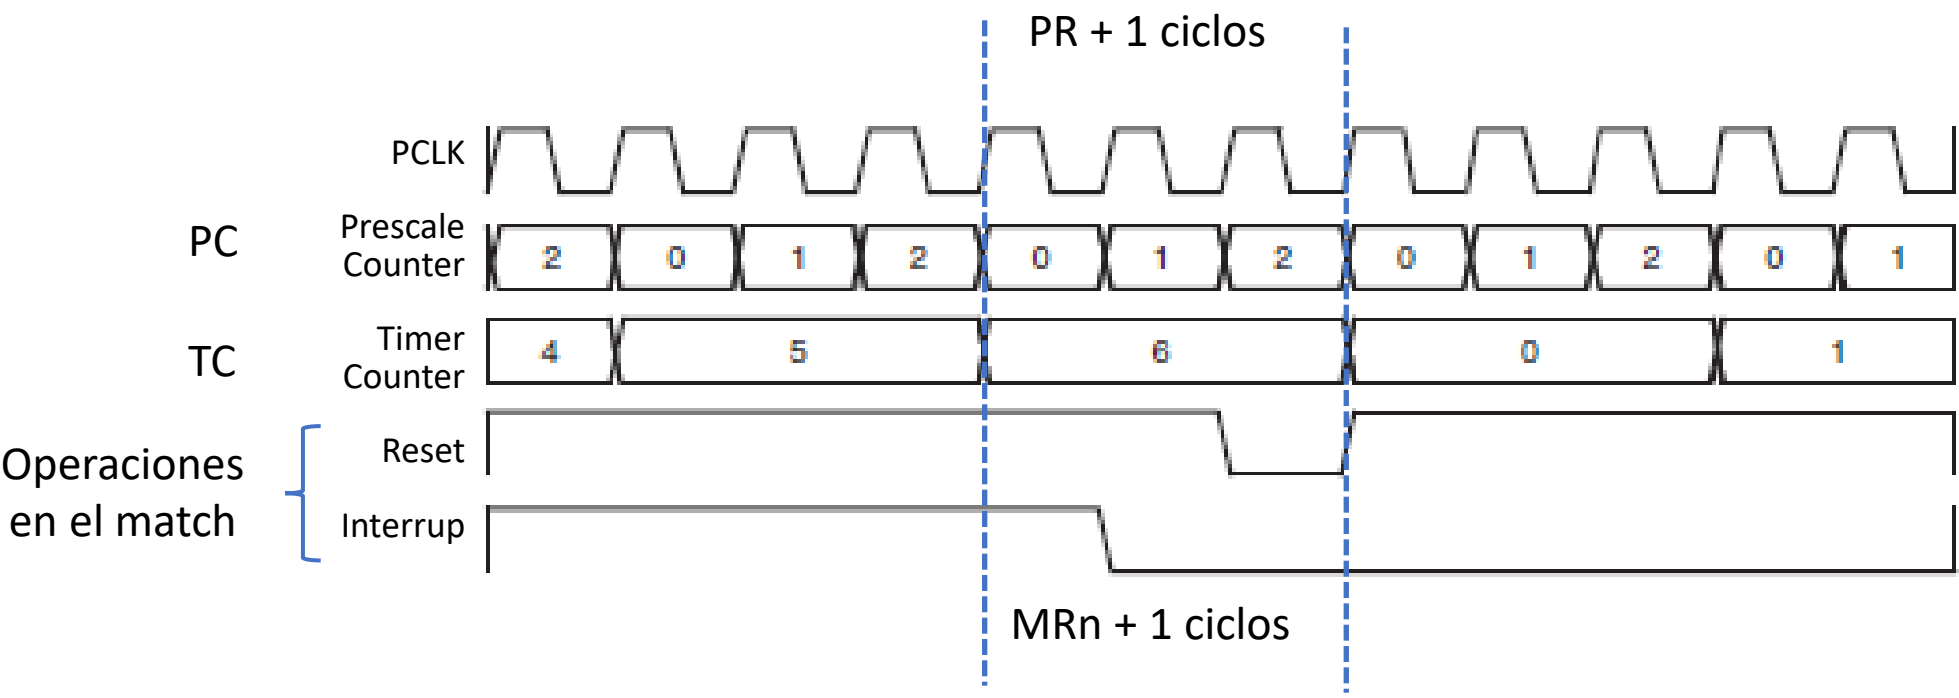 PR + 1 ciclos
PCLK
PC
Prescale
Counter
2 0 1 2 0 1 2 0 1 2 0 1
TC
Timer
Counter
4 5 6 0 1
Operaciones
en el match
Reset
Interrup
MRn + 1 ciclos